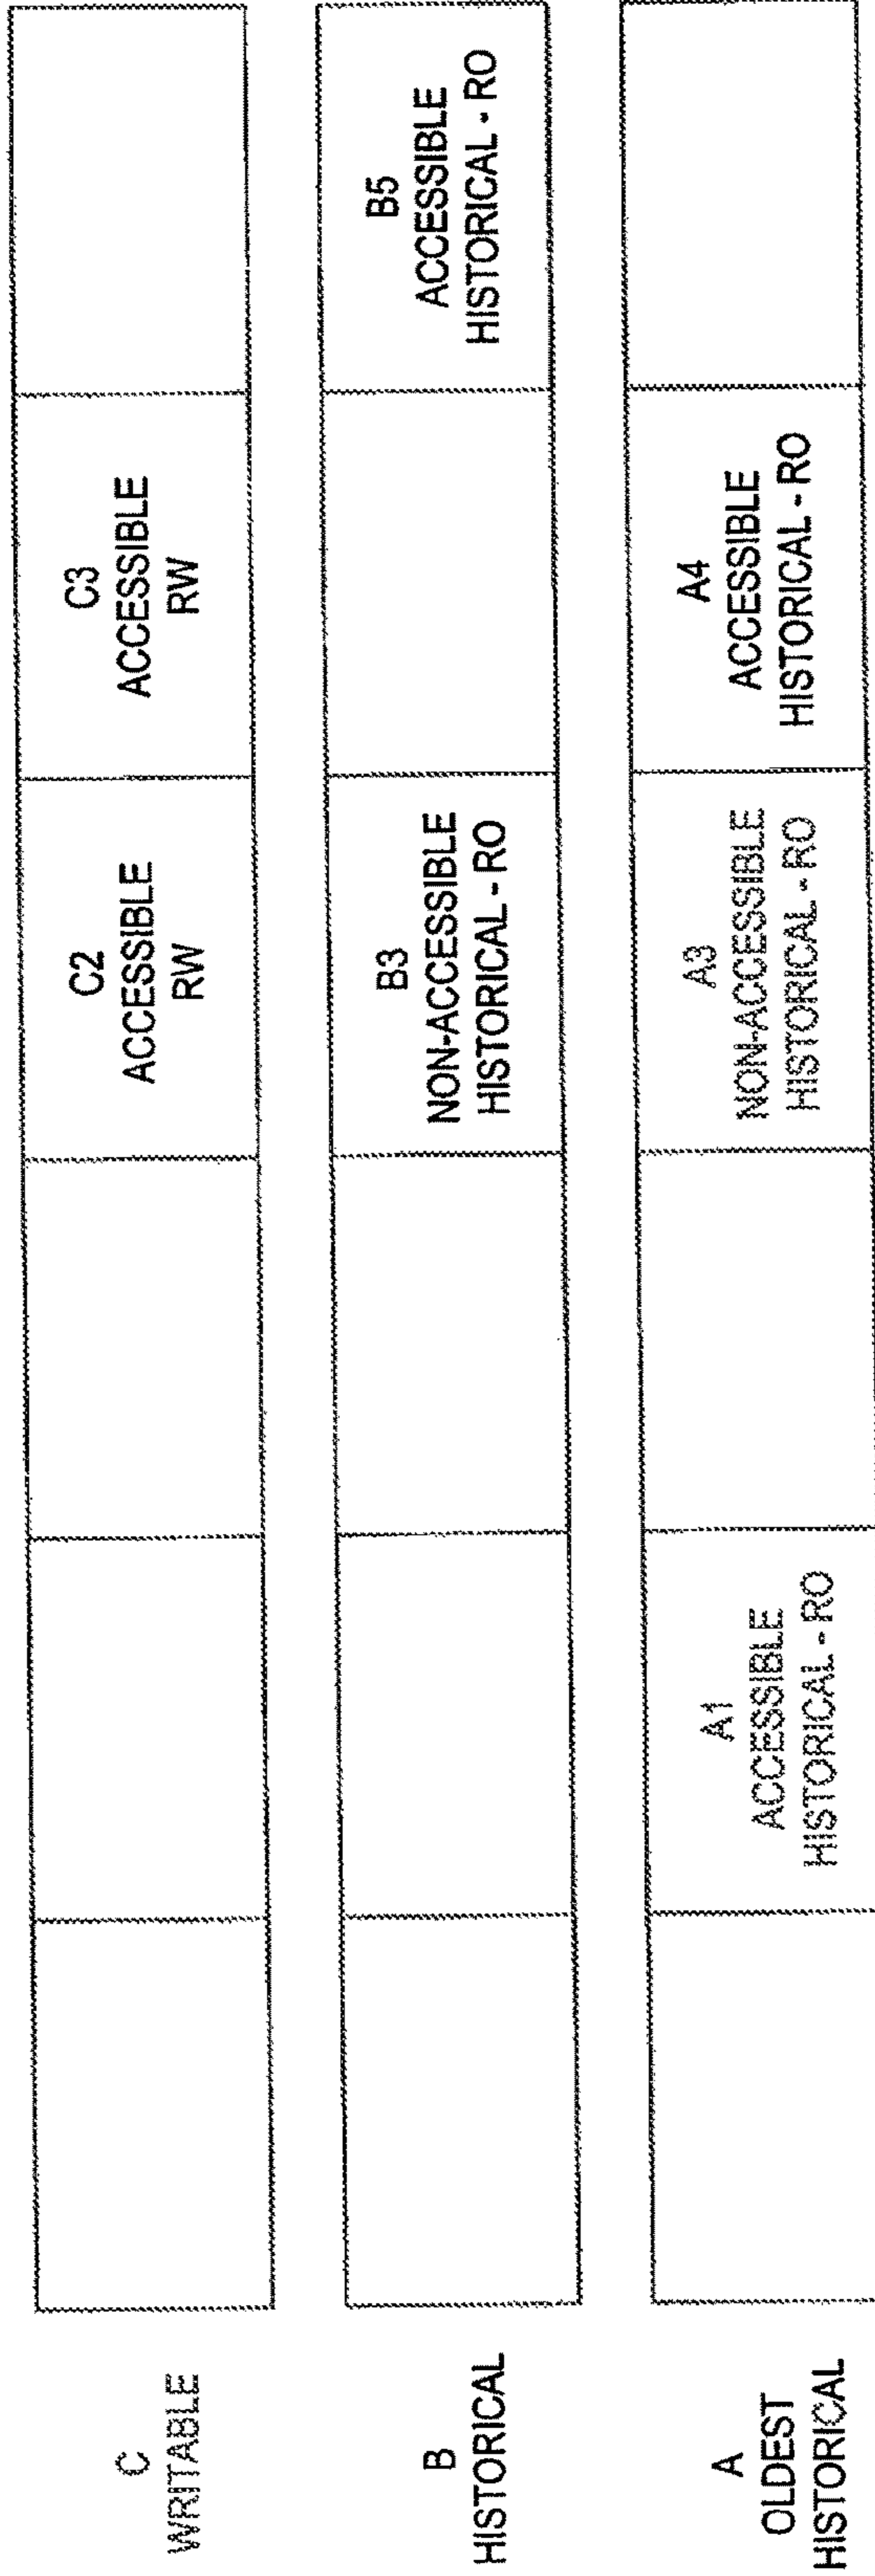 C
WRITABLE
C2
ACCESSIBLE
RW
C3
ACCESSIBLE
RW
B
HISTORICAL
B3
NON-ACCESSIBLE
HISTORICAL - RO
B5
ACCESSIBLE
HISTORICAL - RO
A
OLDEST
HISTORICAL
A1
ACCESSIBLE
HISTORICAL - RO
A3
NON-ACCESSIBLE
HISTORICAL - RO
A4
ACCESSIBLE
HISTORICAL - RO